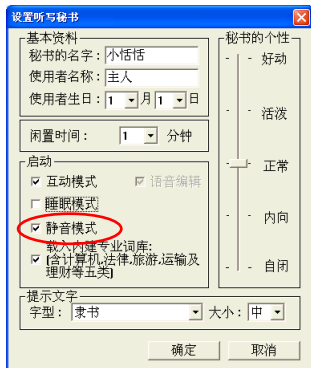 设置听写秘书
基本资料
秘书的名字：小恬恬
使用者名称：主人
使用者生日：1 月 1 日
闲置时间： 1 分钟
启动
互动模式 语音编辑
睡眠模式
静音模式
载入内建专业词库:
(含计算机,法律,旅游,运输及
理财等五类)
秘书的个性
好动
活泼
正常
内向
自闭
提示文字
字型：隶书 大小：中
确定 取消